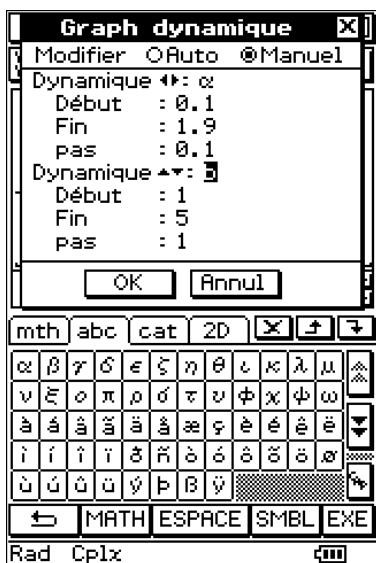 Graph dynamique
Modifier Auto Manuel
Dynamique ◂▸: α
Début : 0.1
Fin : 1.9
pas : 0.1
Dynamique ▴▾:
Début : 1
Fin : 5
pas : 1
OK Annul
mth abc cat 2D
α β γ δ ε ζ η θ ι κ λ μ
ν ξ ο π ρ σ τ υ φ χ ψ ω
à á â ã ä å æ ç è é ê ë
ì í î ï ð ñ ò ó ô õ ö ø
ù ú û ü ý þ ß ÿ
MATH ESPACE SMBL EXE
Rad Cplx